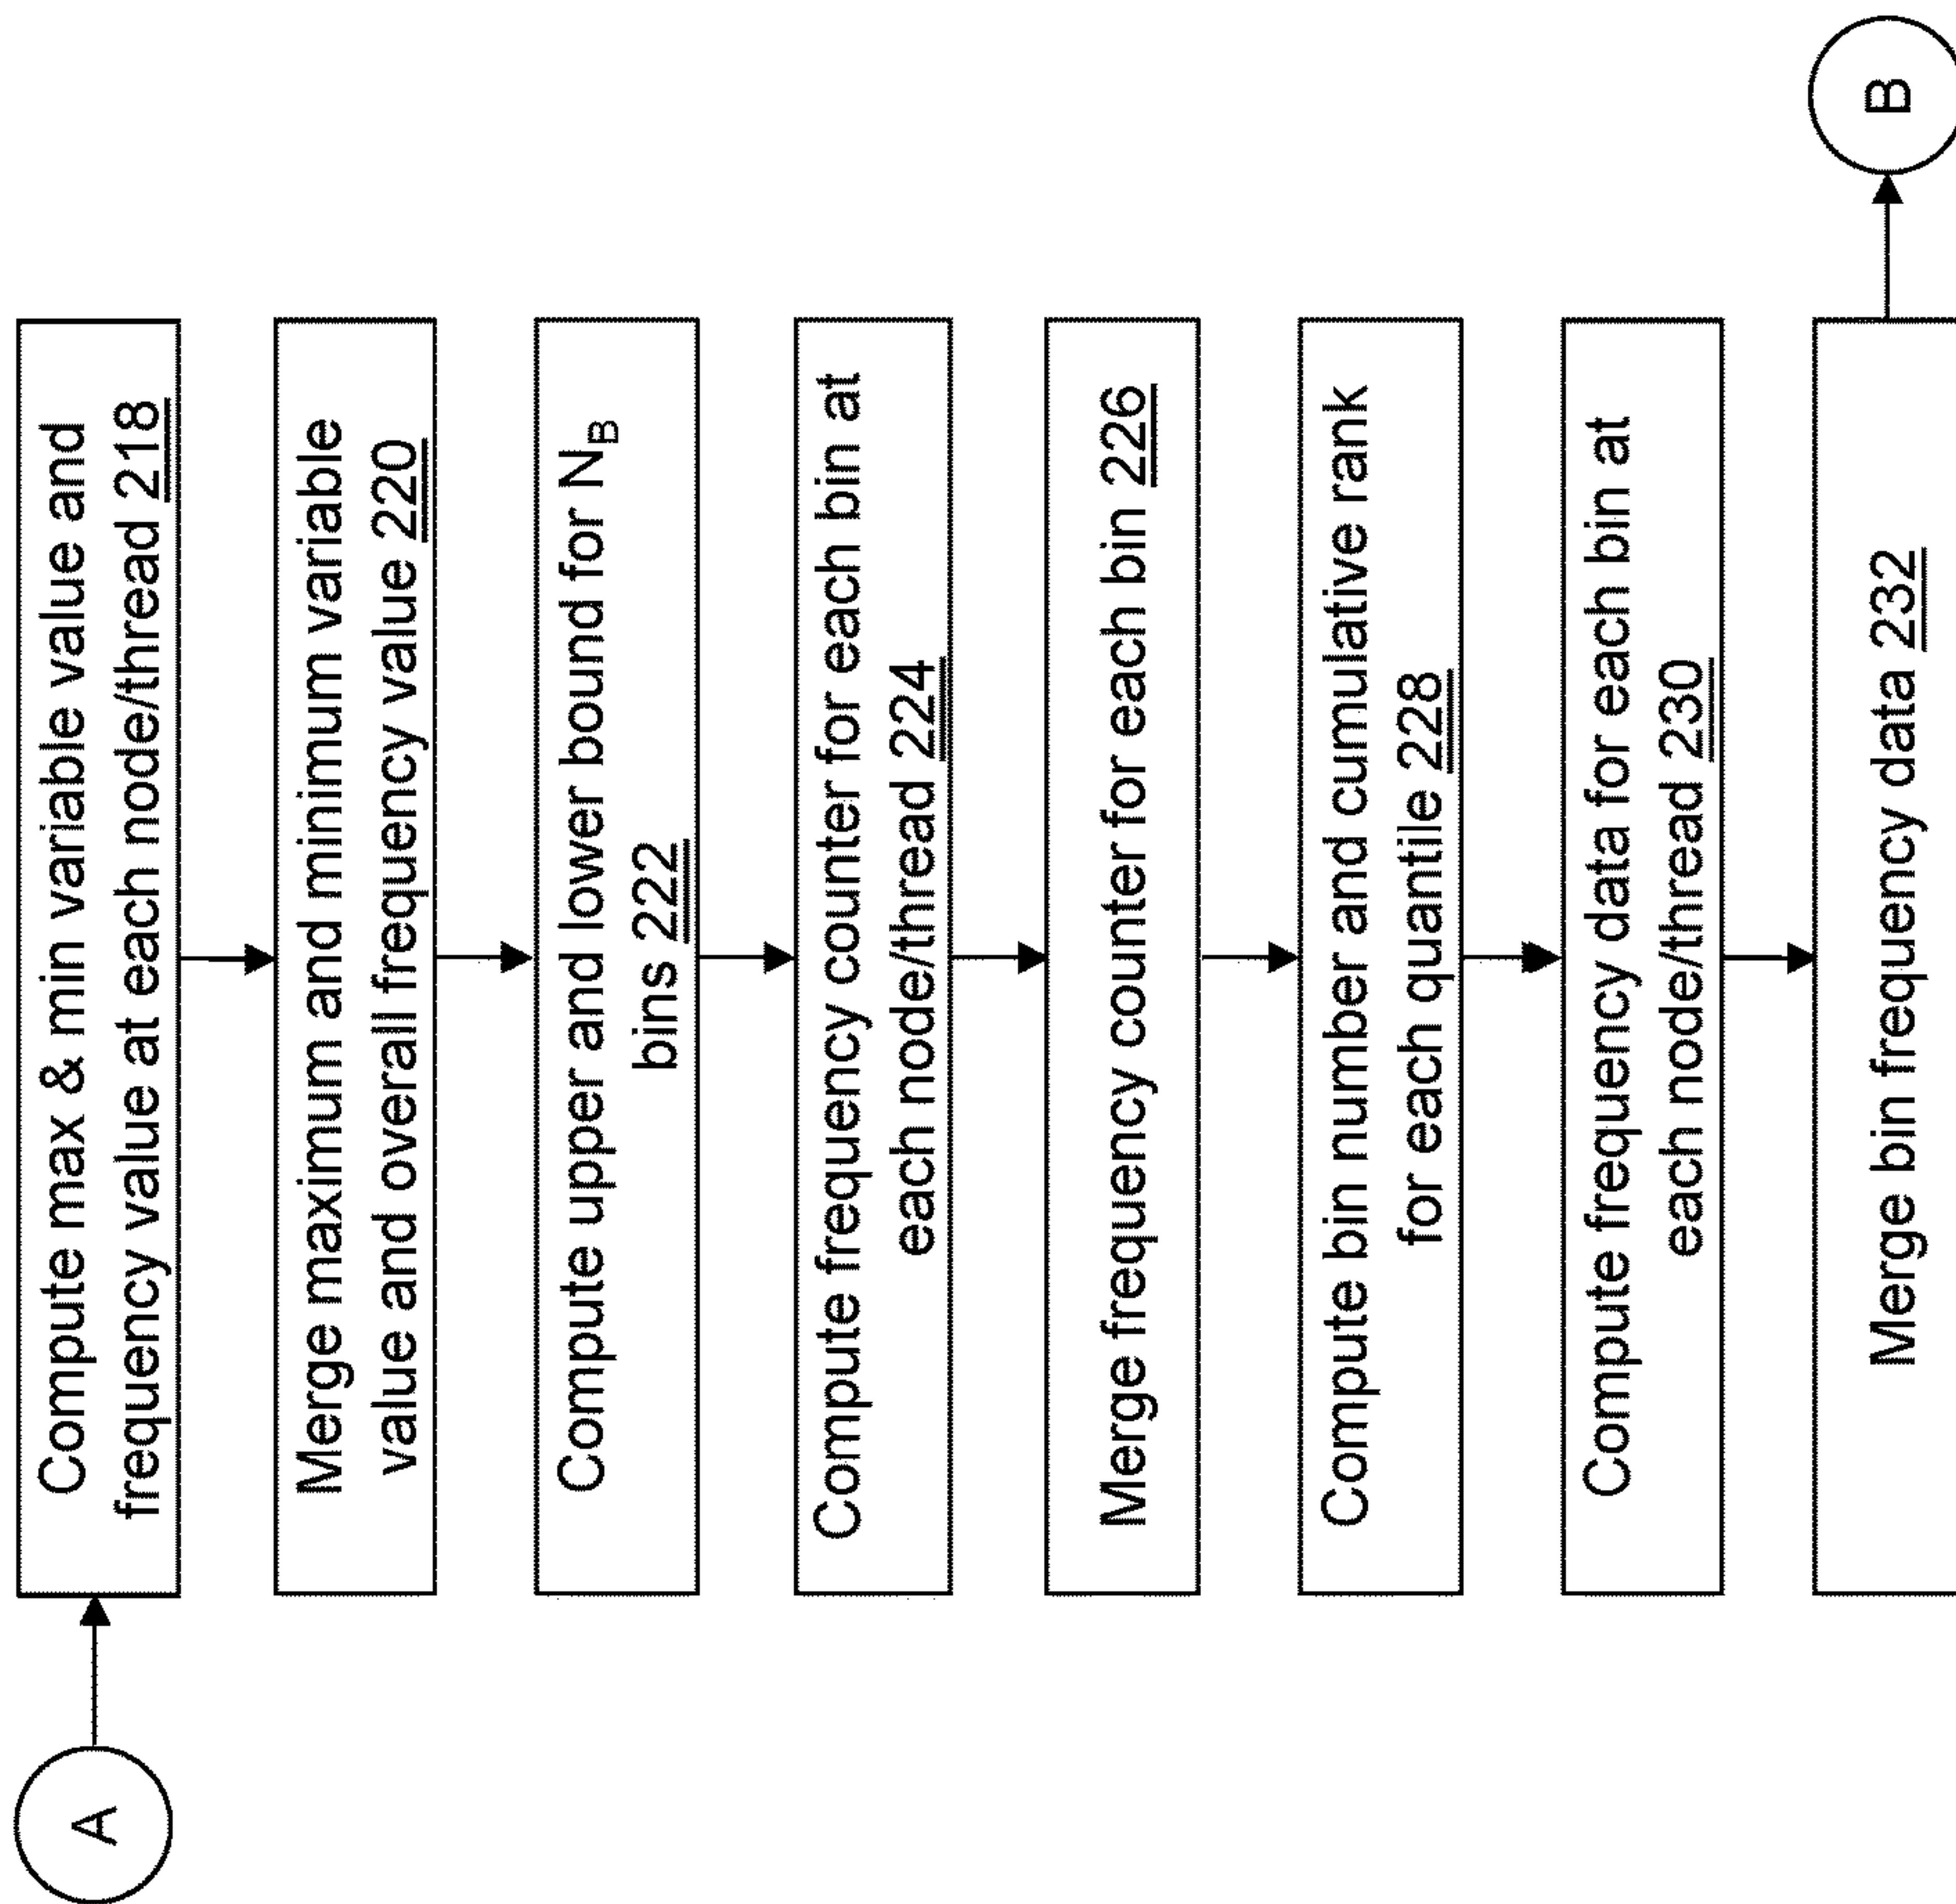 A
Compute max & min variable value and
frequency value at each node/thread 218
Merge maximum and minimum variable
value and overall frequency value 220
Compute upper and lower bound for N_B
bins 222
Compute frequency counter for each bin at
each node/thread 224
Merge frequency counter for each bin 226
Compute bin number and cumulative rank
for each quantile 228
Compute frequency data for each bin at
each node/thread 230
Merge bin frequency data 232
B